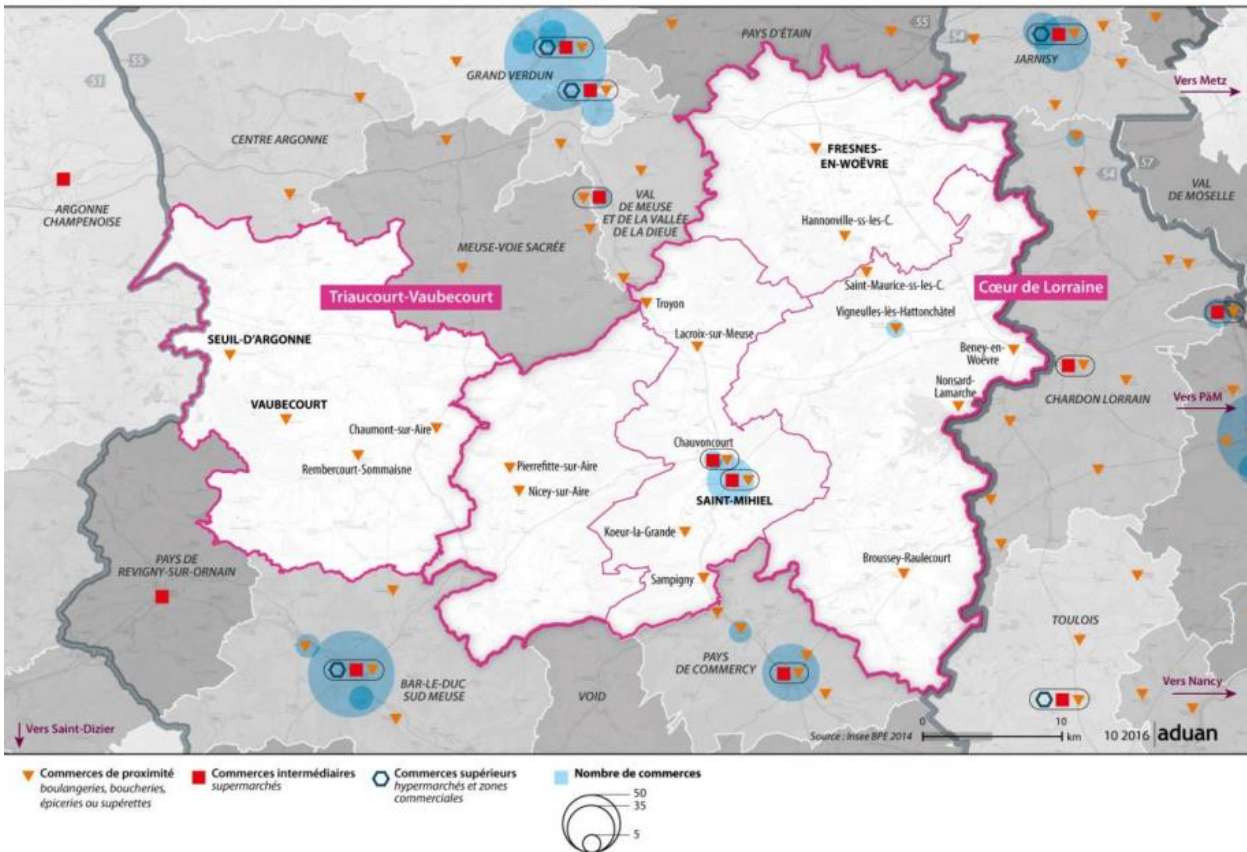 55
54
PAYS D'ÉTAIN
JARNISY
GRAND VERDUN
Vers Metz
51
55
CENTRE ARGONNE
FRESNES-
EN-WOËVRE
54
57
VAL
DE MOSELLE
ARGONNE
CHAMPENOISE
VAL
DE MEUSE
ET DE LA VALLÉE
DE LA DIEUE
MEUSE-VOIE SACRÉE
Hannonville-ss-les-C.
Saint-Maurice-ss-les-C.
Triaucourt-Vaubecourt
Cœur de Lorraine
Troyon
Vigneulles-lès-Hattonchâtel
SEUIL-D'ARGONNE
Lacroix-sur-Meuse
Beney-en
Woëvre
VAUBECOURT
Nonsard-
Lamarche
CHARDON LORRAIN
Vers PàM
Chaumont-sur-Aire
Rembercourt-Sommaisne
Chauvoncourt
Pierrefitte-sur-Aire
Nicey-sur-Aire
SAINT-MIHIEL
Koeur-la-Grande
PAYS DE
REVIGNY-SUR-ORNAIN
Broussey-Raulecourt
Sampigny
TOULOIS
BAR-LE-DUC
SUD MEUSE
PAYS
DE COMMERCY
VOID
Vers Nancy
Vers Saint-Dizier
0 10
km
Source : Insee BPE 2014
10 2016 | aduan
Commerces de proximité
boulangeries, boucheries,
épiceries ou supérettes
Commerces intermédiaires
supermarchés
Commerces supérieurs
hypermarchés et zones
commerciales
Nombre de commerces
50
35
5